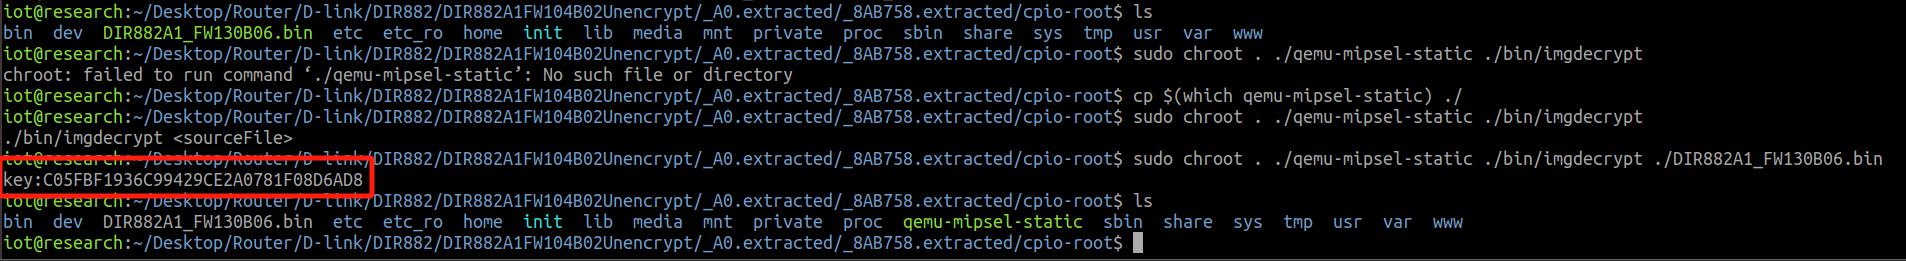 iot@research:~/Desktop/Router/D-link/DIR882/DIR882A1FW104B02Unencrypt/_A0.extracted/_8AB758.extracted/cpio-root$ ls
bin dev DIR882A1_FW130B06.bin etc etc_ro home init lib media mnt private proc sbin share sys tmp usr var www
iot@research:~/Desktop/Router/D-link/DIR882/DIR882A1FW104B02Unencrypt/_A0.extracted/_8AB758.extracted/cpio-root$ sudo chroot . ./qemu-mipsel-static ./bin/imgdecrypt
chroot: failed to run command ‘./qemu-mipsel-static’: No such file or directory
iot@research:~/Desktop/Router/D-link/DIR882/DIR882A1FW104B02Unencrypt/_A0.extracted/_8AB758.extracted/cpio-root$ cp $(which qemu-mipsel-static) ./
iot@research:~/Desktop/Router/D-link/DIR882/DIR882A1FW104B02Unencrypt/_A0.extracted/_8AB758.extracted/cpio-root$ sudo chroot . ./qemu-mipsel-static ./bin/imgdecrypt
./bin/imgdecrypt <sourceFile>
iot@research:~/Desktop/Router/D-link/DIR882/DIR882A1FW104B02Unencrypt/_A0.extracted/_8AB758.extracted/cpio-root$ sudo chroot . ./qemu-mipsel-static ./bin/imgdecrypt ./DIR882A1_FW130B06.bin
key:C05FBF1936C99429CE2A0781F08D6AD8
iot@research:~/Desktop/Router/D-link/DIR882/DIR882A1FW104B02Unencrypt/_A0.extracted/_8AB758.extracted/cpio-root$ ls
bin dev DIR882A1_FW130B06.bin etc etc_ro home init lib media mnt private proc qemu-mipsel-static sbin share sys tmp usr var www
iot@research:~/Desktop/Router/D-link/DIR882/DIR882A1FW104B02Unencrypt/_A0.extracted/_8AB758.extracted/cpio-root$